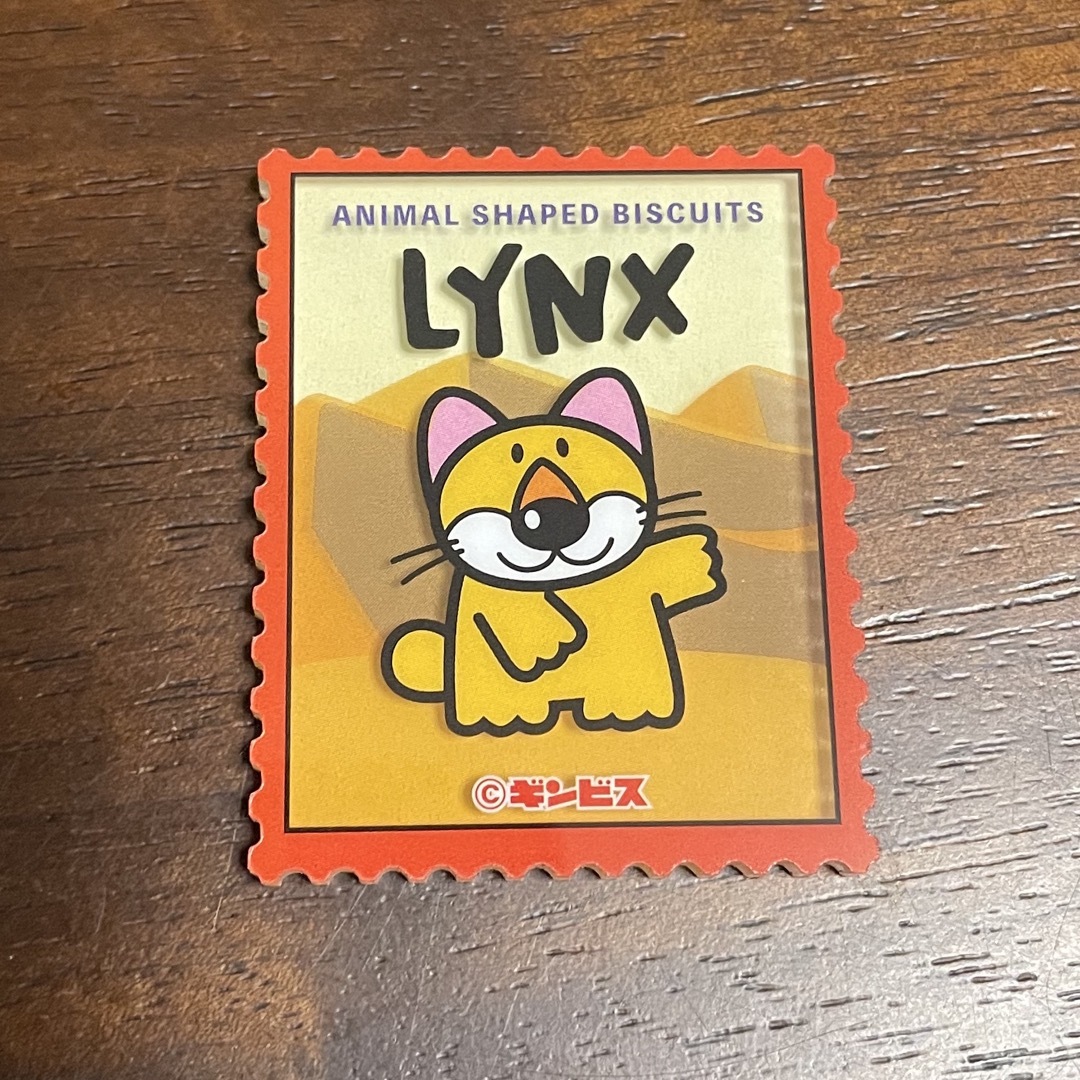 ANIMAL SHAPED BISCUITS
LYNX
©ギンビス